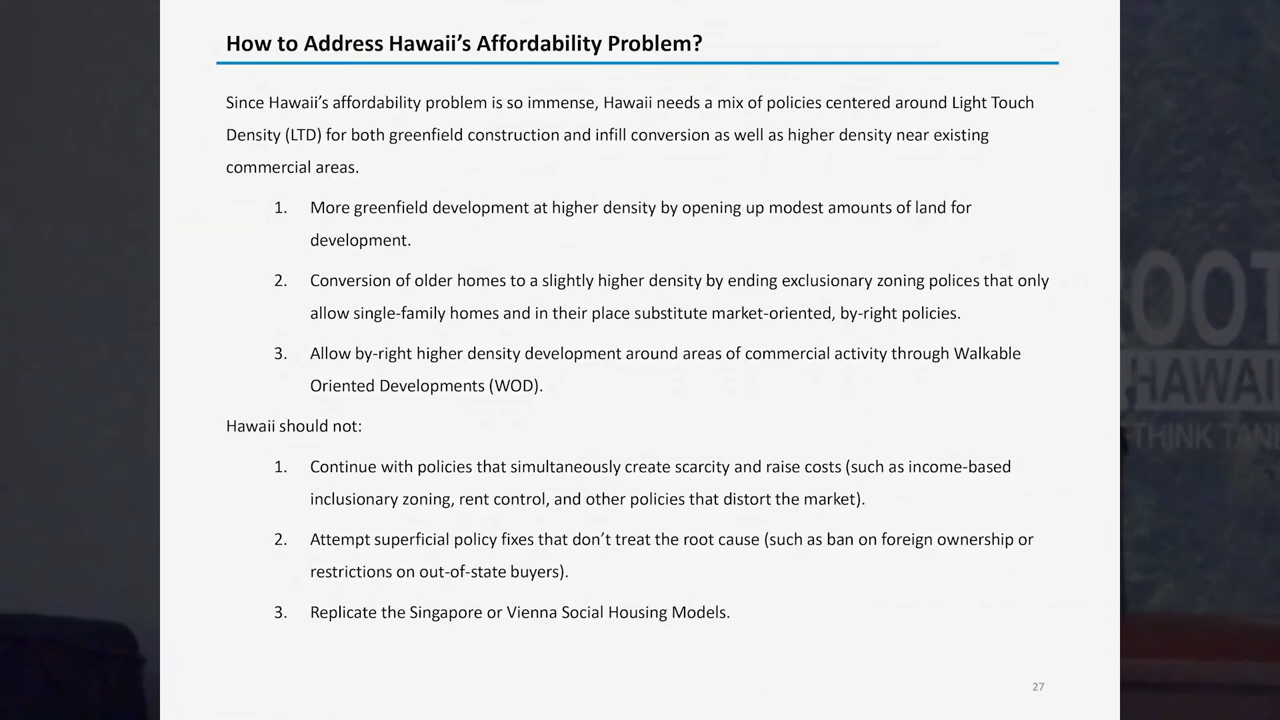 How to Address Hawaii's Affordability Problem?
Since Hawaii's affordability problem is so immense, Hawaii needs a mix of policies centered around Light Touch
Density (LTD) for both greenfield construction and infill conversion as well as higher density near existing
commercial areas.
1. More greenfield development at higher density by opening up modest amounts of land for
development.
2. Conversion of older homes to a slightly higher density by ending exclusionary zoning polices that only
allow single-family homes and in their place substitute market-oriented, by-right policies.
3. Allow by-right higher density development around areas of commercial activity through Walkable
Oriented Developments (WOD).
Hawaii should not:
1. Continue with policies that simultaneously create scarcity and raise costs (such as income-based
inclusionary zoning, rent control, and other policies that distort the market).
2. Attempt superficial policy fixes that don't treat the root cause (such as ban on foreign ownership or
restrictions on out-of-state buyers).
3. Replicate the Singapore or Vienna Social Housing Models.
27
OOT
HAWAI
THINK TAN